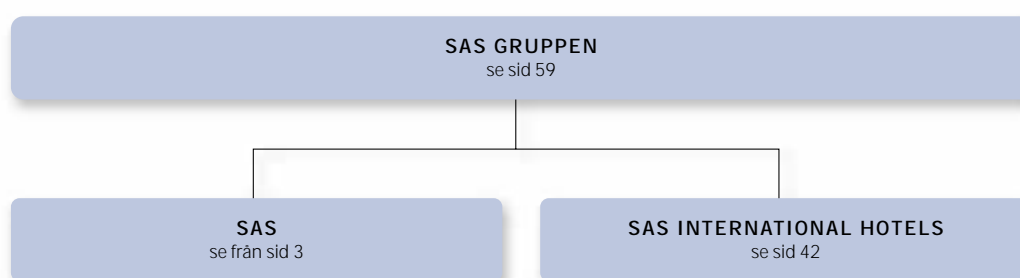 SAS GRUPPEN
se sid 59
SAS
se från sid 3
SAS INTERNATIONAL HOTELS
se sid 42